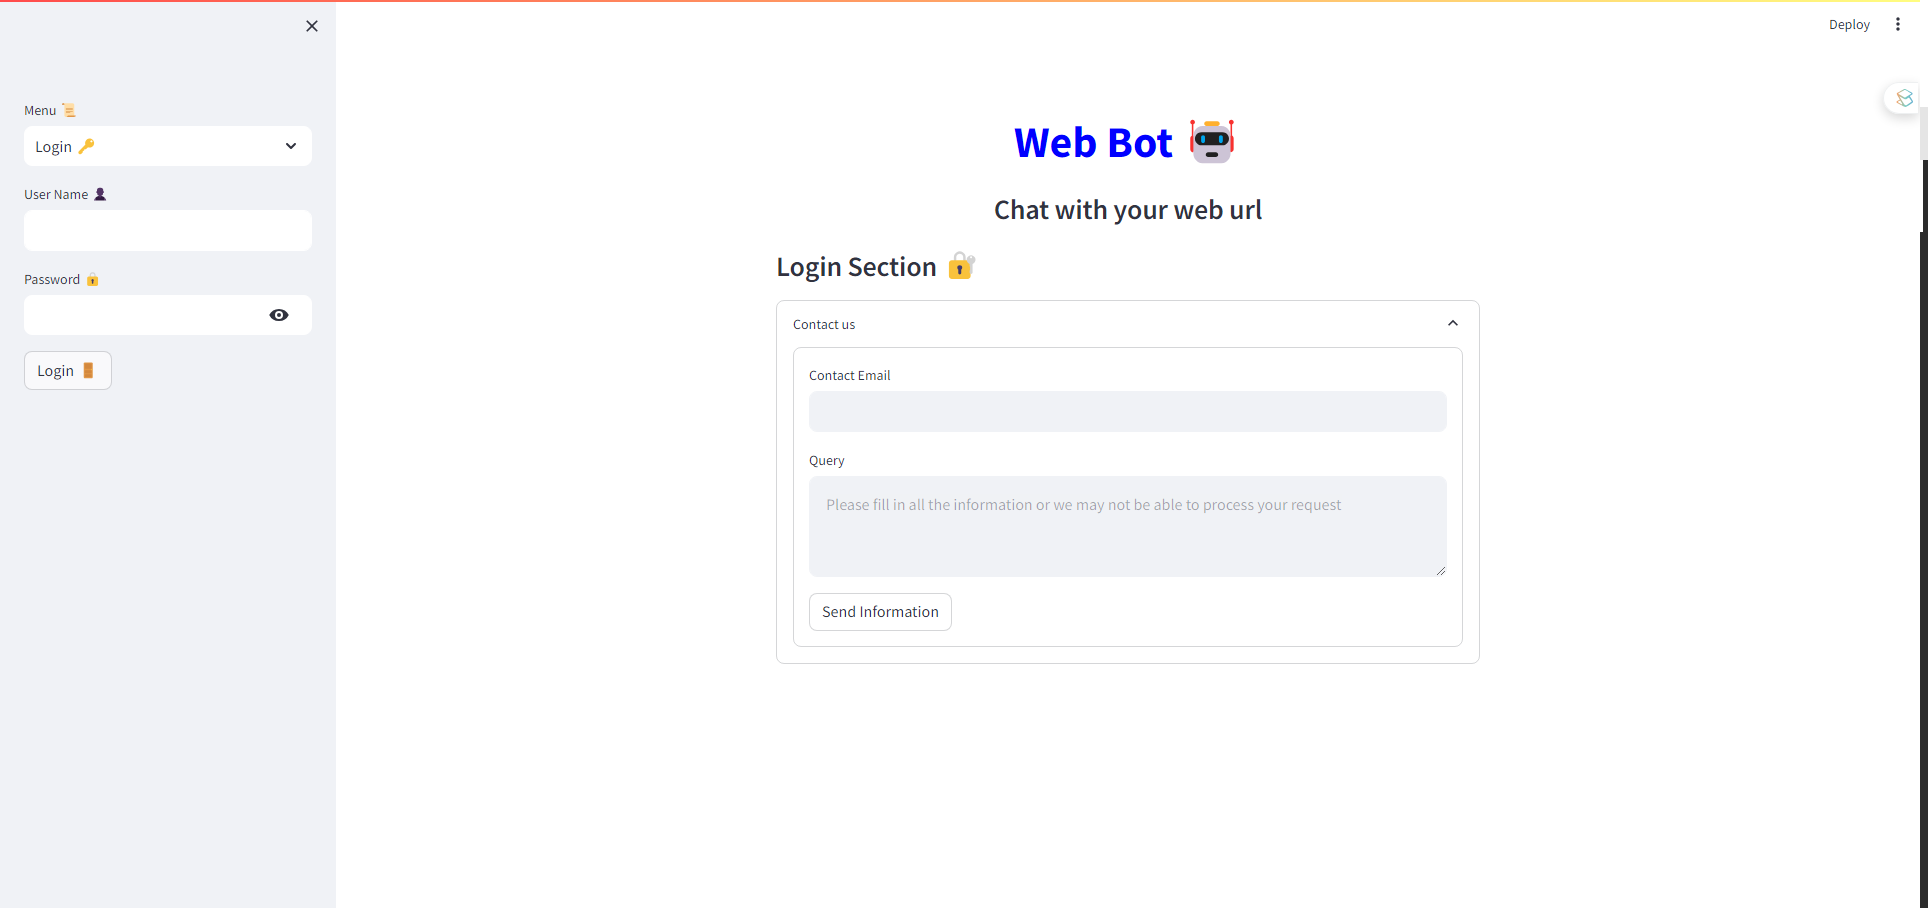 Deploy
Menu 📜
Login 🔑
User Name 👤
Password 🔒
Login 🚪
Web Bot 🤖
Chat with your web url
Login Section 🔐
Contact us
Contact Email
Query
Please fill in all the information or we may not be able to process your request
Send Information